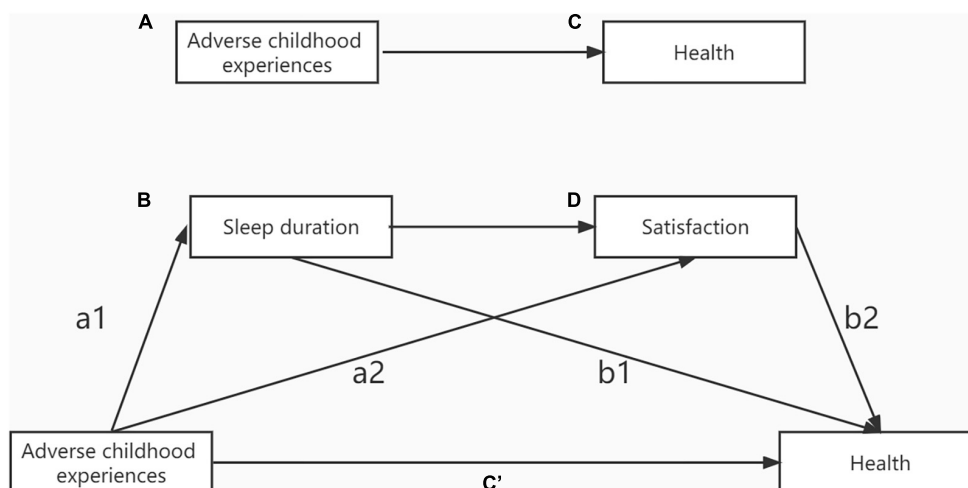 A
Adverse childhood
experiences
C
Health
B
Sleep duration
D
Satisfaction
a1
b2
a2
b1
Adverse childhood
experiences
Health
C’